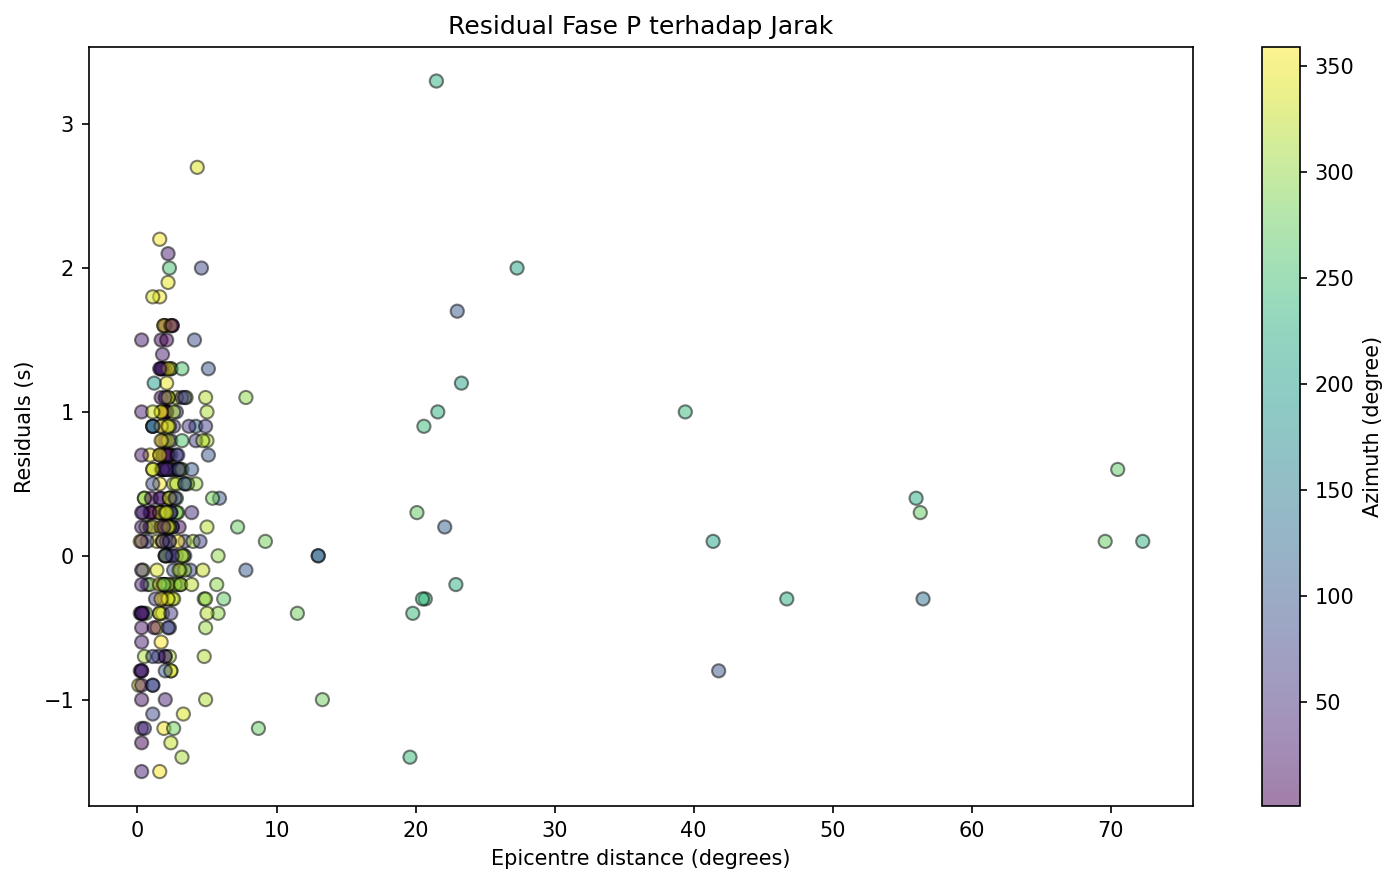 Residual Fase P terhadap Jarak
Residuals (s)
3
2
1
0
−1
0 10 20 30 40 50 60 70
Epicentre distance (degrees)
350
300
250
200
150
100
50
Azimuth (degree)